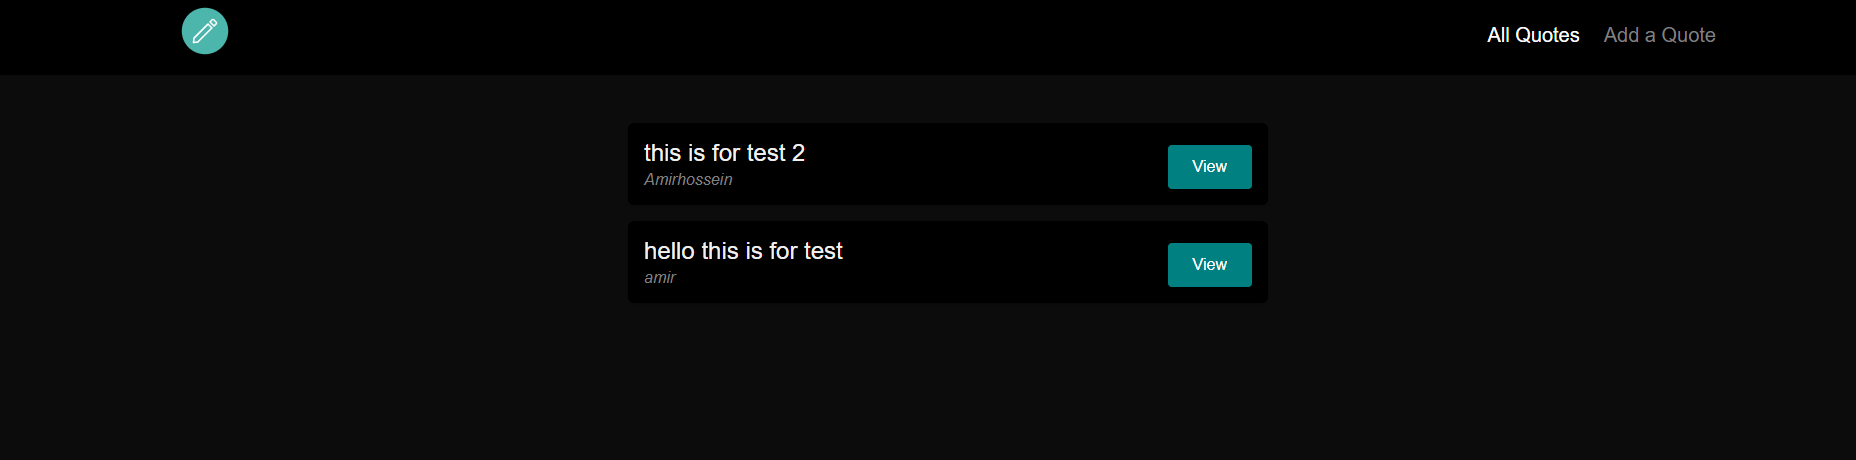 All Quotes Add a Quote
this is for test 2
Amirhossein
View
hello this is for test
amir
View